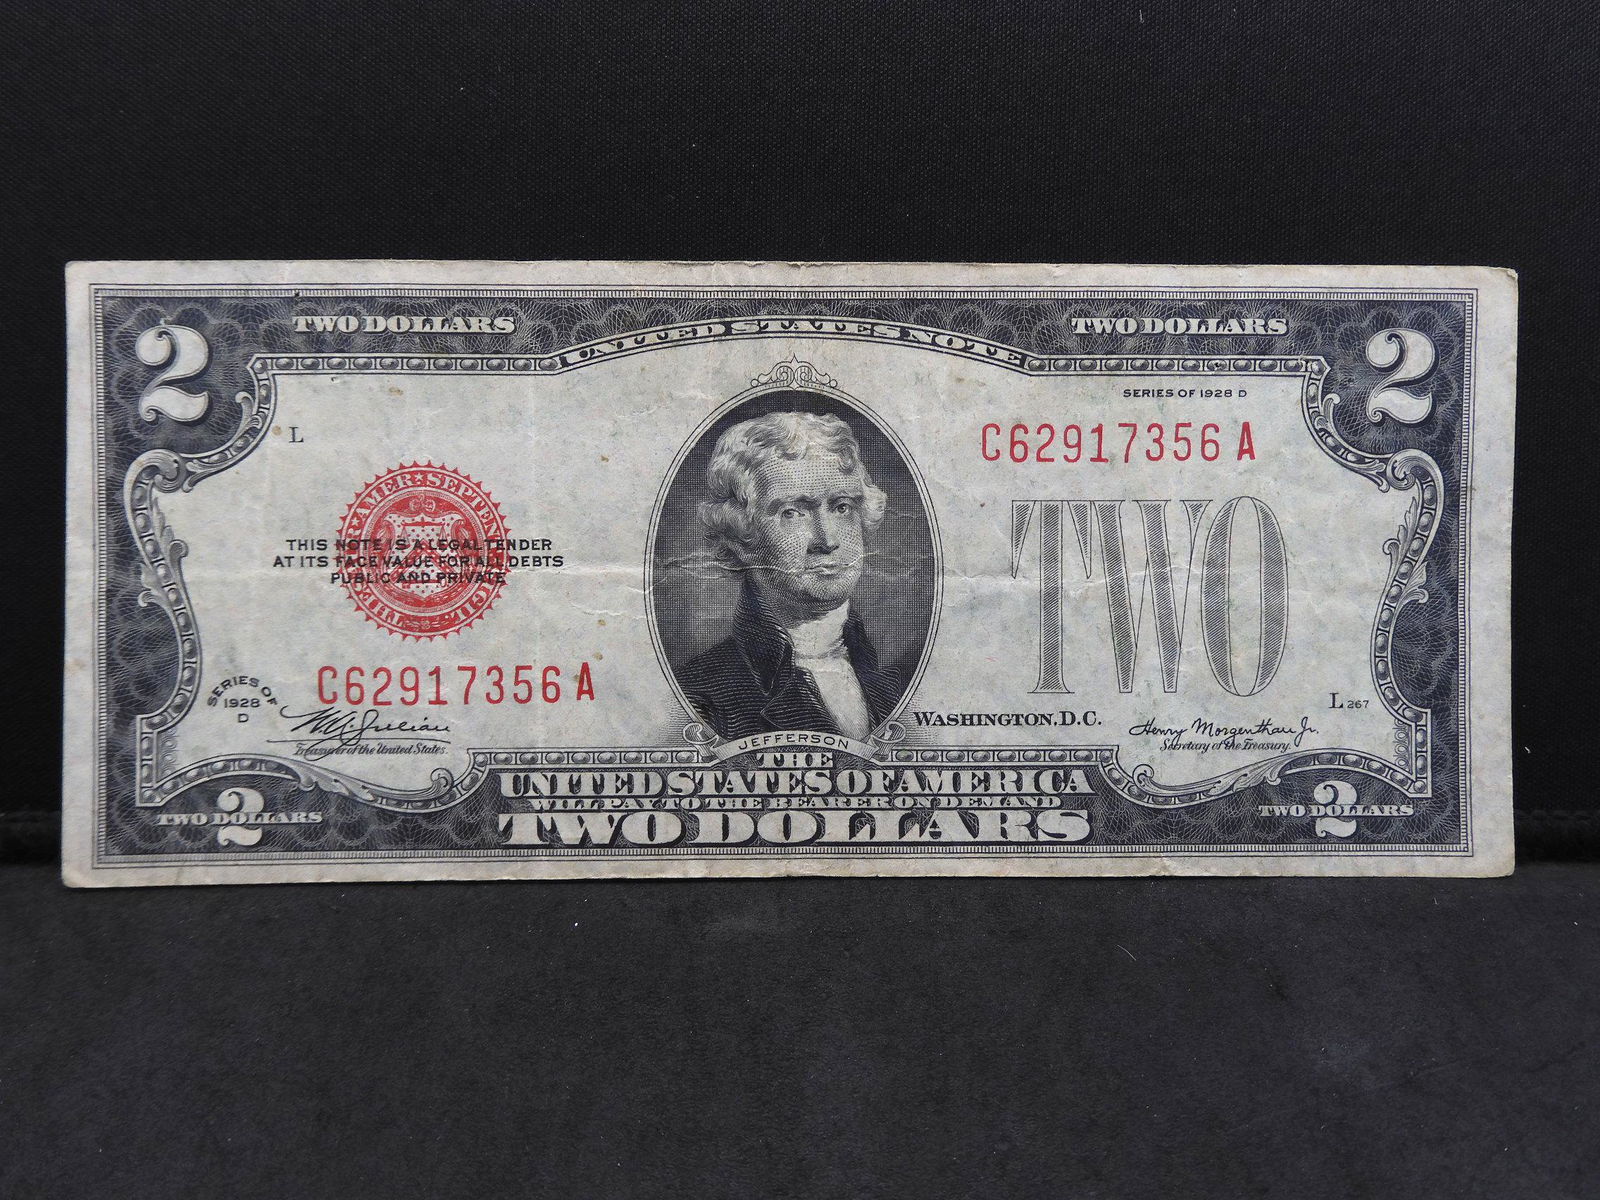 2
TWO DOLLARS
UNITED STATES NOTE
TWO DOLLARS
2
SERIES OF 1928 D
L
C62917356A
THIS NOTE IS A LEGAL TENDER
AT ITS FACE VALUE FOR ALL DEBTS
PUBLIC AND PRIVATE
TWO
C62917356A
SERIES OF
1928
D
Treasurer of the United States.
JEFFERSON
WASHINGTON, D.C.
L 267
Henry Morgenthau Jr.
Secretary of the Treasury.
THE
UNITED STATES OF AMERICA
WILL PAY TO THE BEARER ON DEMAND
TWO DOLLARS
2
TWO DOLLARS
2
TWO DOLLARS